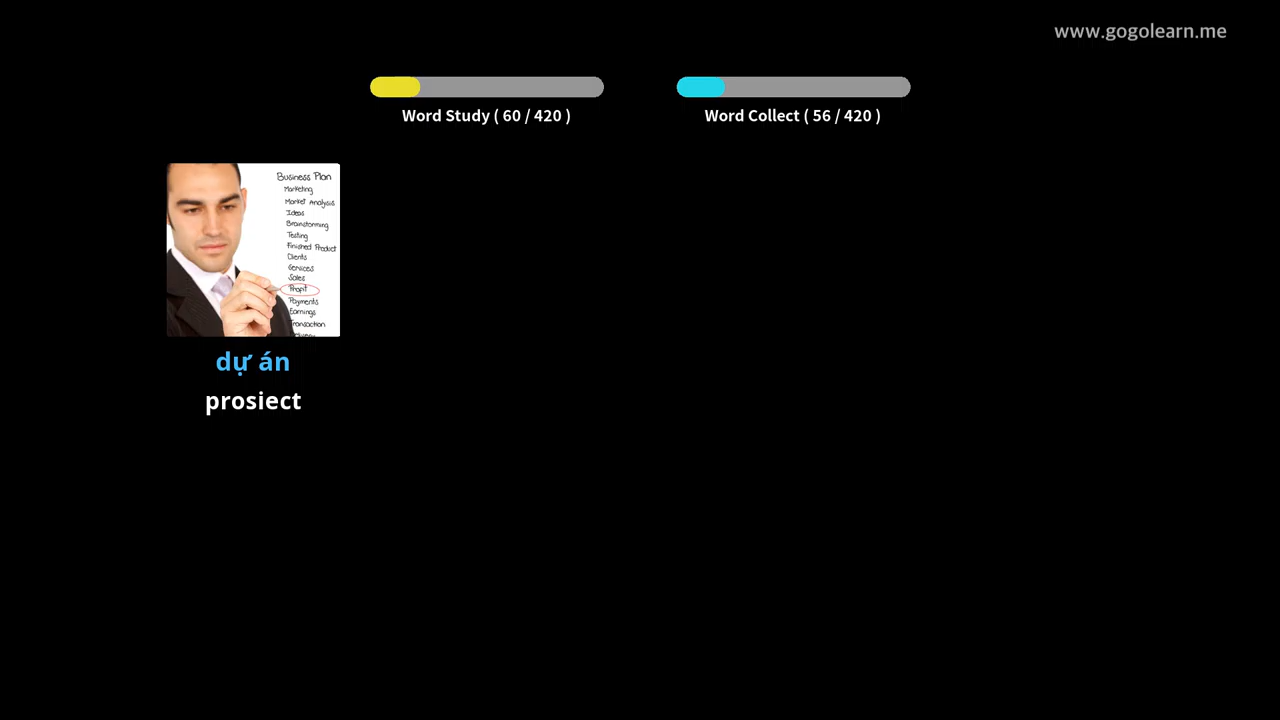 www.gogolearn.me
Word Study ( 60 / 420 )
Word Collect ( 56 / 420 )
Business Plan
Marketing
Market Analysis
Ideas
Brainstorming
Testing
Finished Product
Clients
Services
Sales
Profit
Payments
Earnings
Transaction
dự án
prosiect